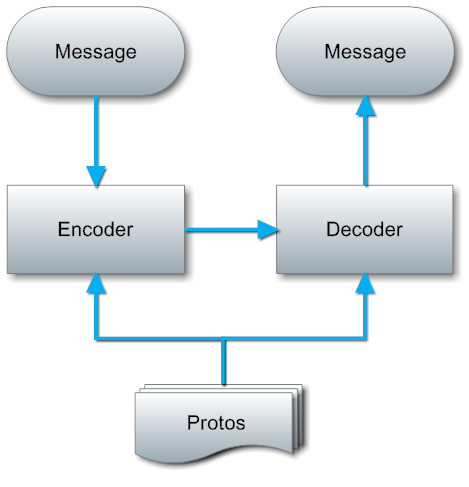 Message
Message
Encoder
Decoder
Protos